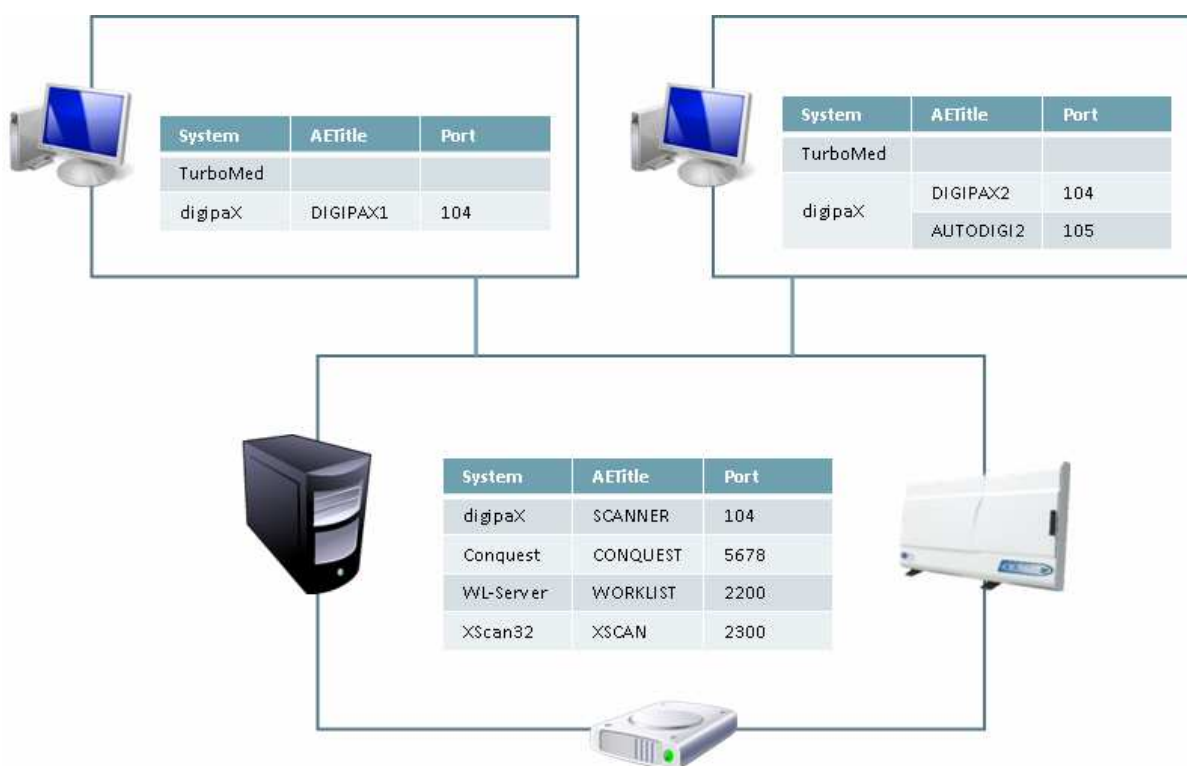 System AETitle Port
TurboMed
digipaX DIGIPAX1 104
System AETitle Port
TurboMed
digipaX DIGIPAX2 104
AUTODIGI2 105
System AETitle Port
digipaX SCANNER 104
Conquest CONQUEST 5678
WL-Server WORKLIST 2200
XScan32 XSCAN 2300